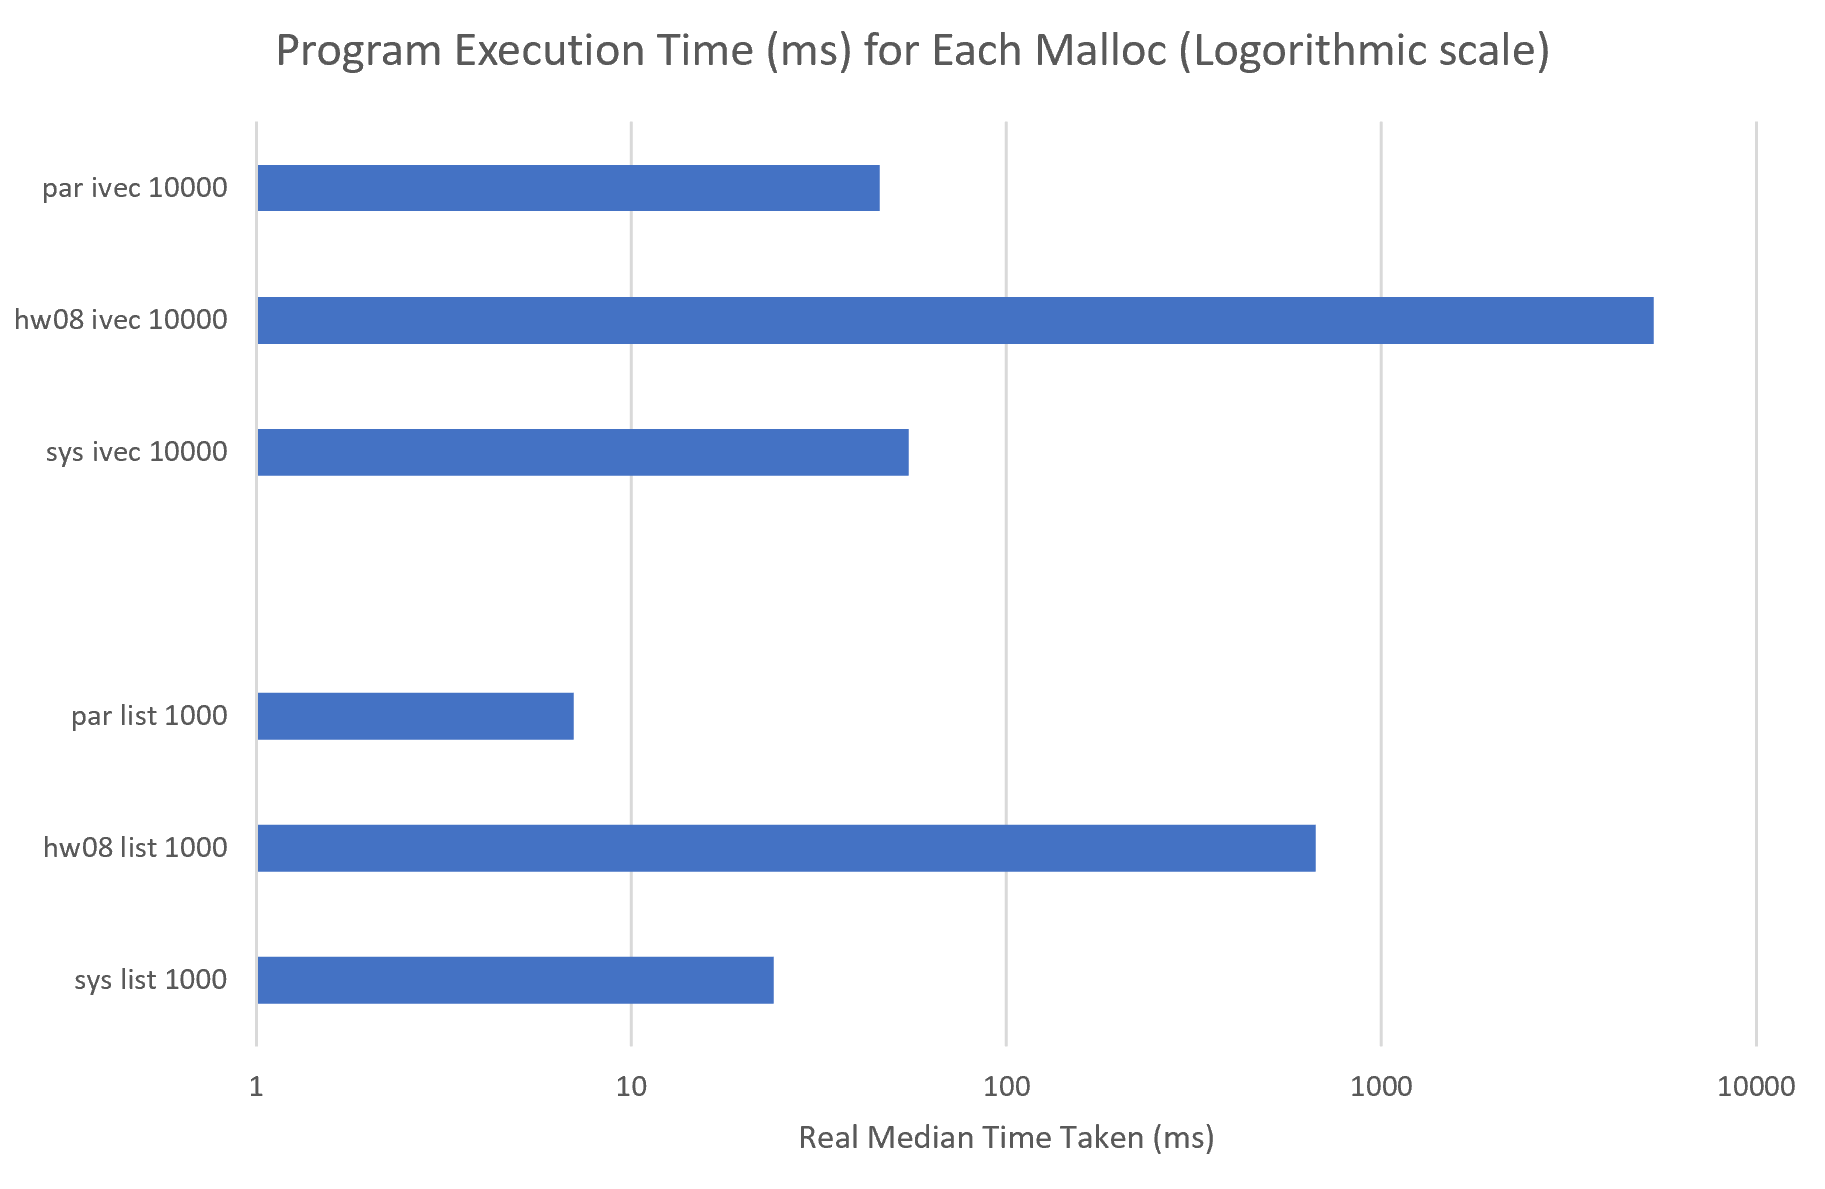 Program Execution Time (ms) for Each Malloc (Logorithmic scale)
par ivec 10000
hw08 ivec 10000
sys ivec 10000
par list 1000
hw08 list 1000
sys list 1000
1 10 100 1000 10000
Real Median Time Taken (ms)